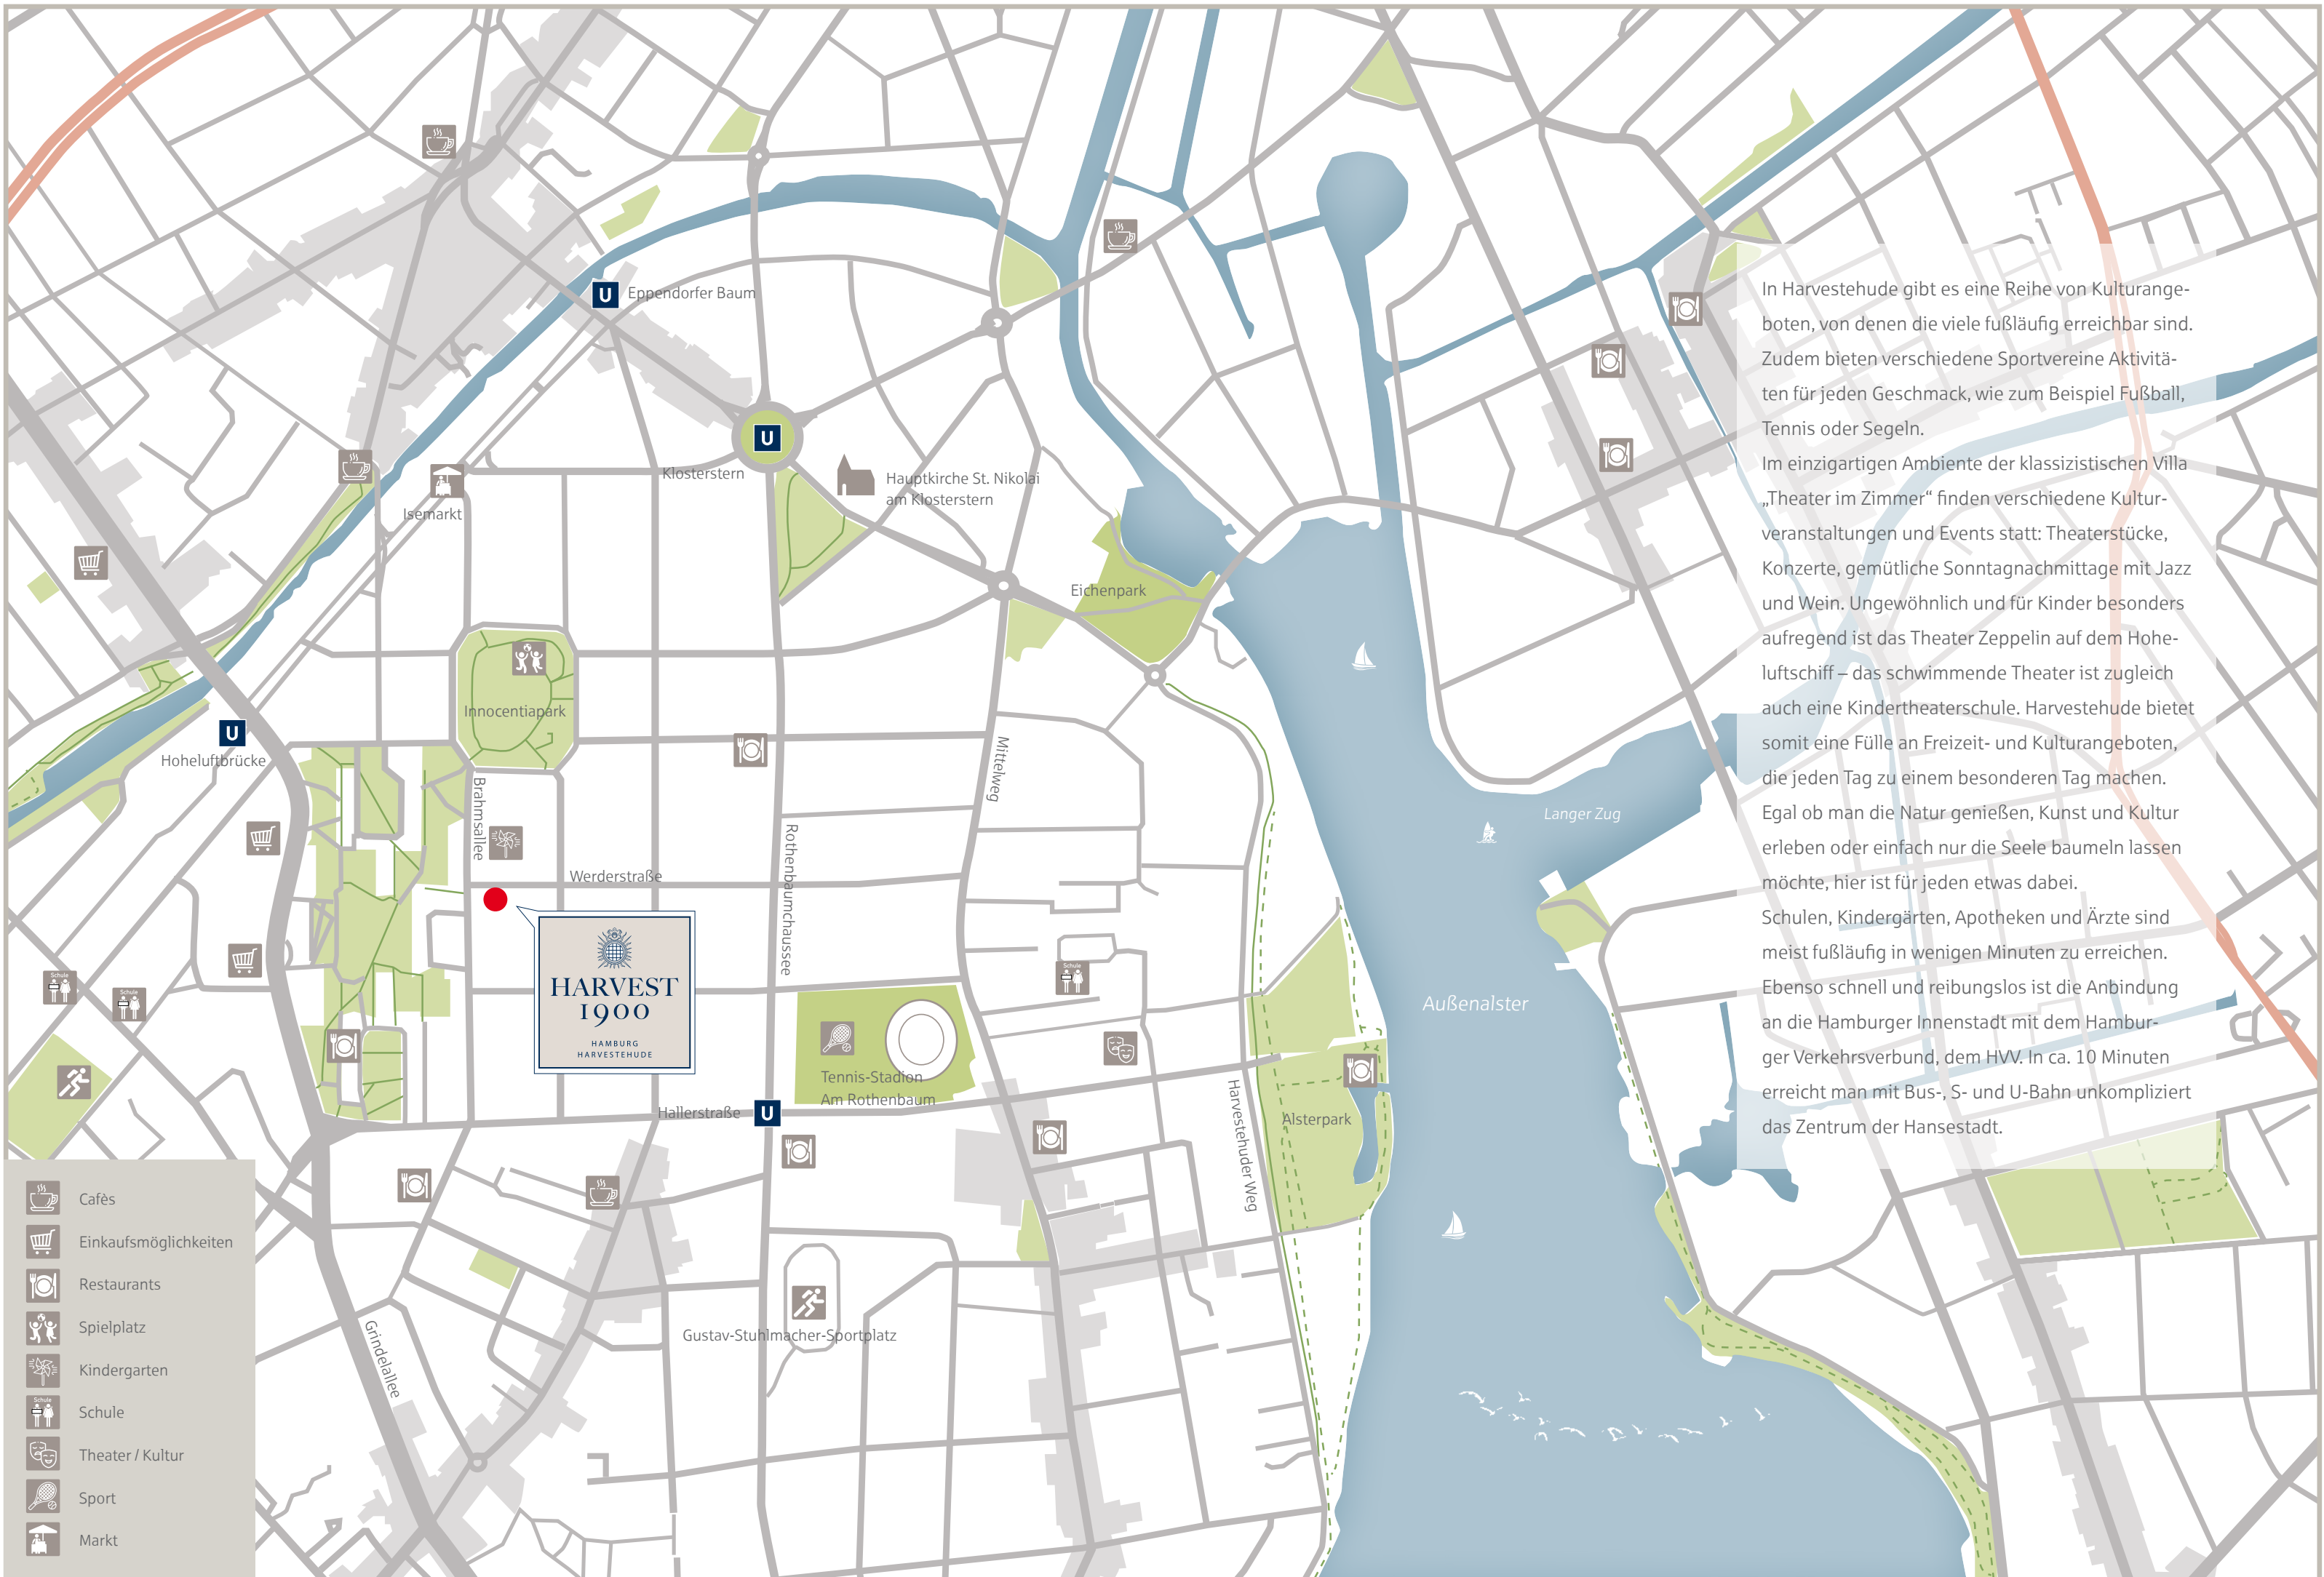 U Eppendorfer Baum
U
Klosterstern
Hauptkirche St. Nikolai
am Klosterstern
Isemarkt
Eichenpark
Innocentiapark
U
Hoheluftbrücke
Mittelweg
Brahmsallee
Rothenbaumchaussee
Werderstraße
Langer Zug
HARVEST
1900
HAMBURG
HARVESTEHUDE
Schule
Schule
Schule
Außenalster
Tennis-Stadion
Am Rothenbaum
Hallerstraße U
Harvestehuder Weg
Alsterpark
Gustav-Stuhlmacher-Sportplatz
Grindelallee
Cafès
Einkaufsmöglichkeiten
Restaurants
Spielplatz
Kindergarten
Schule
Schule
Theater / Kultur
Sport
Markt
In Harvestehude gibt es eine Reihe von Kulturange-
boten, von denen die viele fußläufig erreichbar sind.
Zudem bieten verschiedene Sportvereine Aktivitä-
ten für jeden Geschmack, wie zum Beispiel Fußball,
Tennis oder Segeln.
Im einzigartigen Ambiente der klassizistischen Villa
„Theater im Zimmer“ finden verschiedene Kultur-
veranstaltungen und Events statt: Theaterstücke,
Konzerte, gemütliche Sonntagnachmittage mit Jazz
und Wein. Ungewöhnlich und für Kinder besonders
aufregend ist das Theater Zeppelin auf dem Hohe-
luftschiff – das schwimmende Theater ist zugleich
auch eine Kindertheaterschule. Harvestehude bietet
somit eine Fülle an Freizeit- und Kulturangeboten,
die jeden Tag zu einem besonderen Tag machen.
Egal ob man die Natur genießen, Kunst und Kultur
erleben oder einfach nur die Seele baumeln lassen
möchte, hier ist für jeden etwas dabei.
Schulen, Kindergärten, Apotheken und Ärzte sind
meist fußläufig in wenigen Minuten zu erreichen.
Ebenso schnell und reibungslos ist die Anbindung
an die Hamburger Innenstadt mit dem Hambur-
ger Verkehrsverbund, dem HVV. In ca. 10 Minuten
erreicht man mit Bus-, S- und U-Bahn unkompliziert
das Zentrum der Hansestadt.